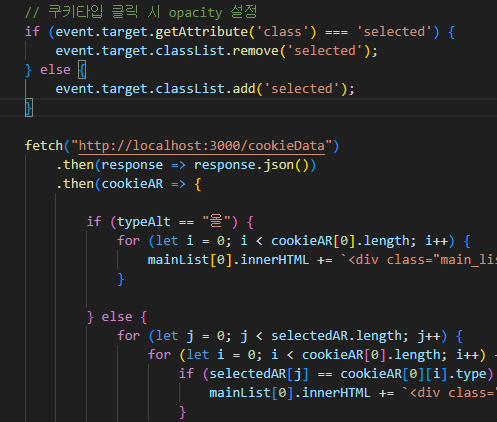 // 쿠키타입 클릭 시 opacity 설정
if (event.target.getAttribute('class') === 'selected') {
event.target.classList.remove('selected');
} else {
event.target.classList.add('selected');
}
fetch("http://localhost:3000/cookieData")
.then(response => response.json())
.then(cookieAR => {
if (typeAlt == "올") {
for (let i = 0; i < cookieAR[0].length; i++) {
mainList[0].innerHTML += `<div class="main_lis
}
} else {
for (let j = 0; j < selectedAR.length; j++) {
for (let i = 0; i < cookieAR[0].length; i++) {
if (selectedAR[j] == cookieAR[0][i].type)
mainList[0].innerHTML += `<div class="
}